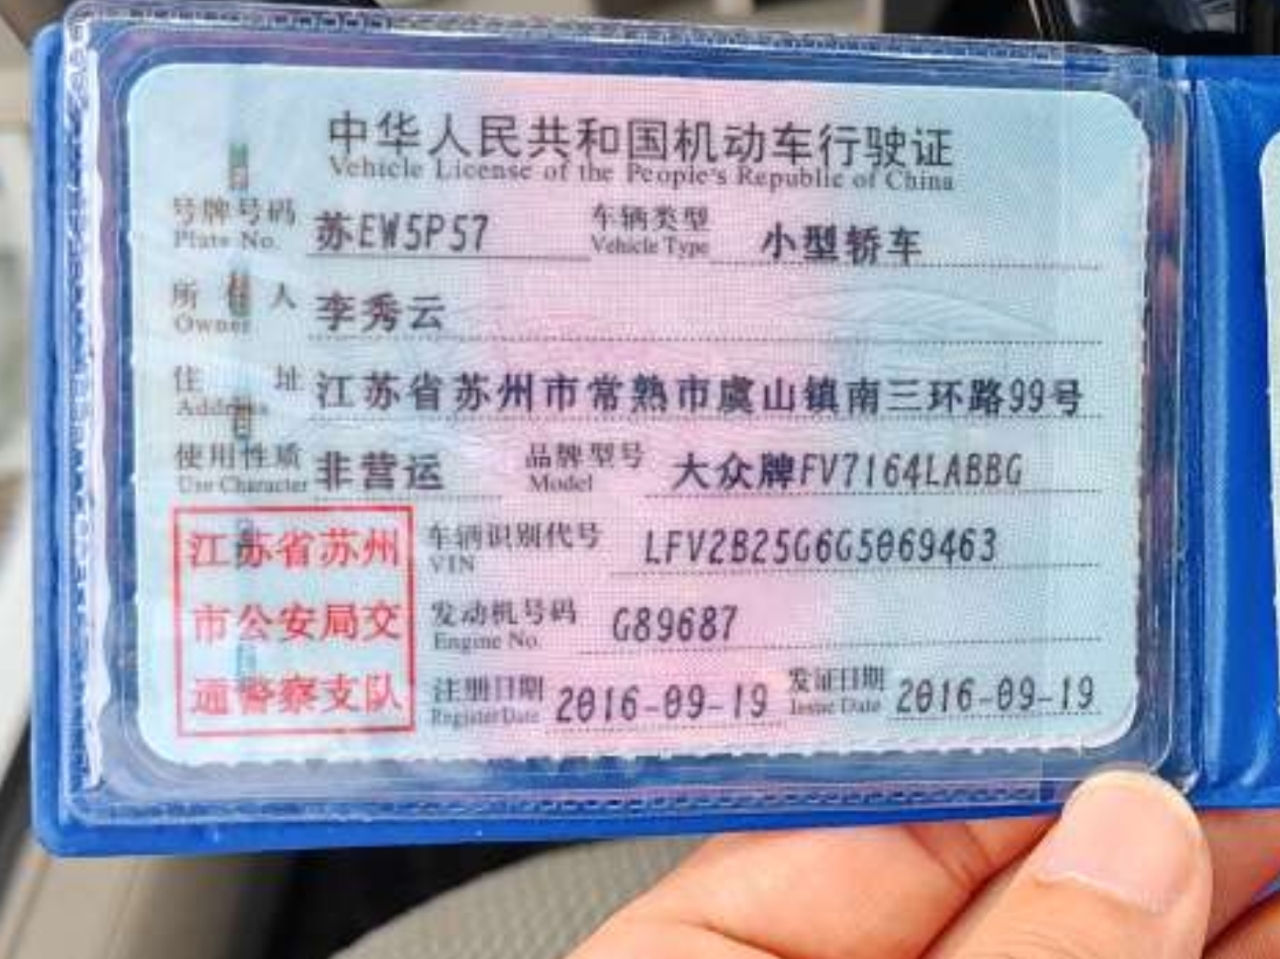 中华人民共和国机动车行驶证
Vehicle License of the People's Republic of China
号牌号码 苏EW5P57 车辆类型 小型轿车
Plate No. Vehicle Type
所有人 李秀云
Owner
住址 江苏省苏州市常熟市虞山镇南三环路99号
Address
使用性质 非营运 品牌型号 大众牌FV7164LABBG
Use Character Model
江苏省苏州
市公安局交
通警察支队
车辆识别代号 LFV2B25G6G5069463
VIN
发动机号码 G89687
Engine No.
注册日期 2016-09-19 发证日期 2016-09-19
Register Date Issue Date